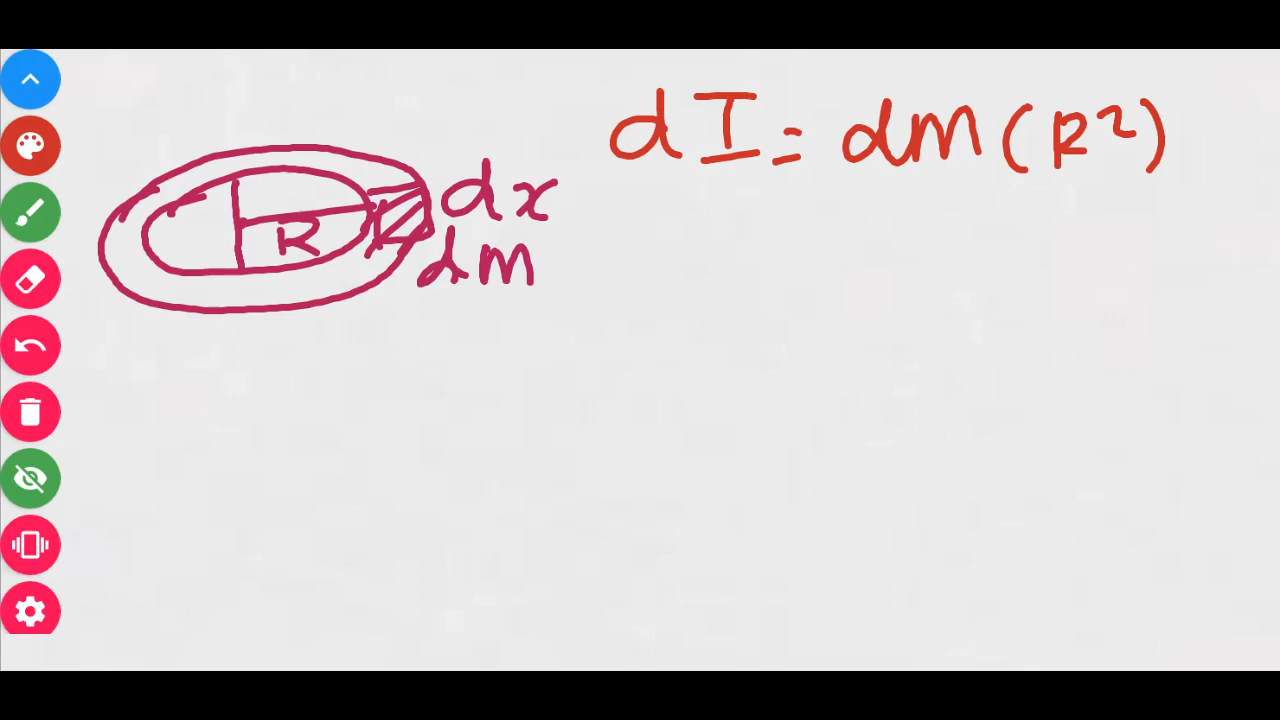 dI = dm(R²)
dx
R
dm